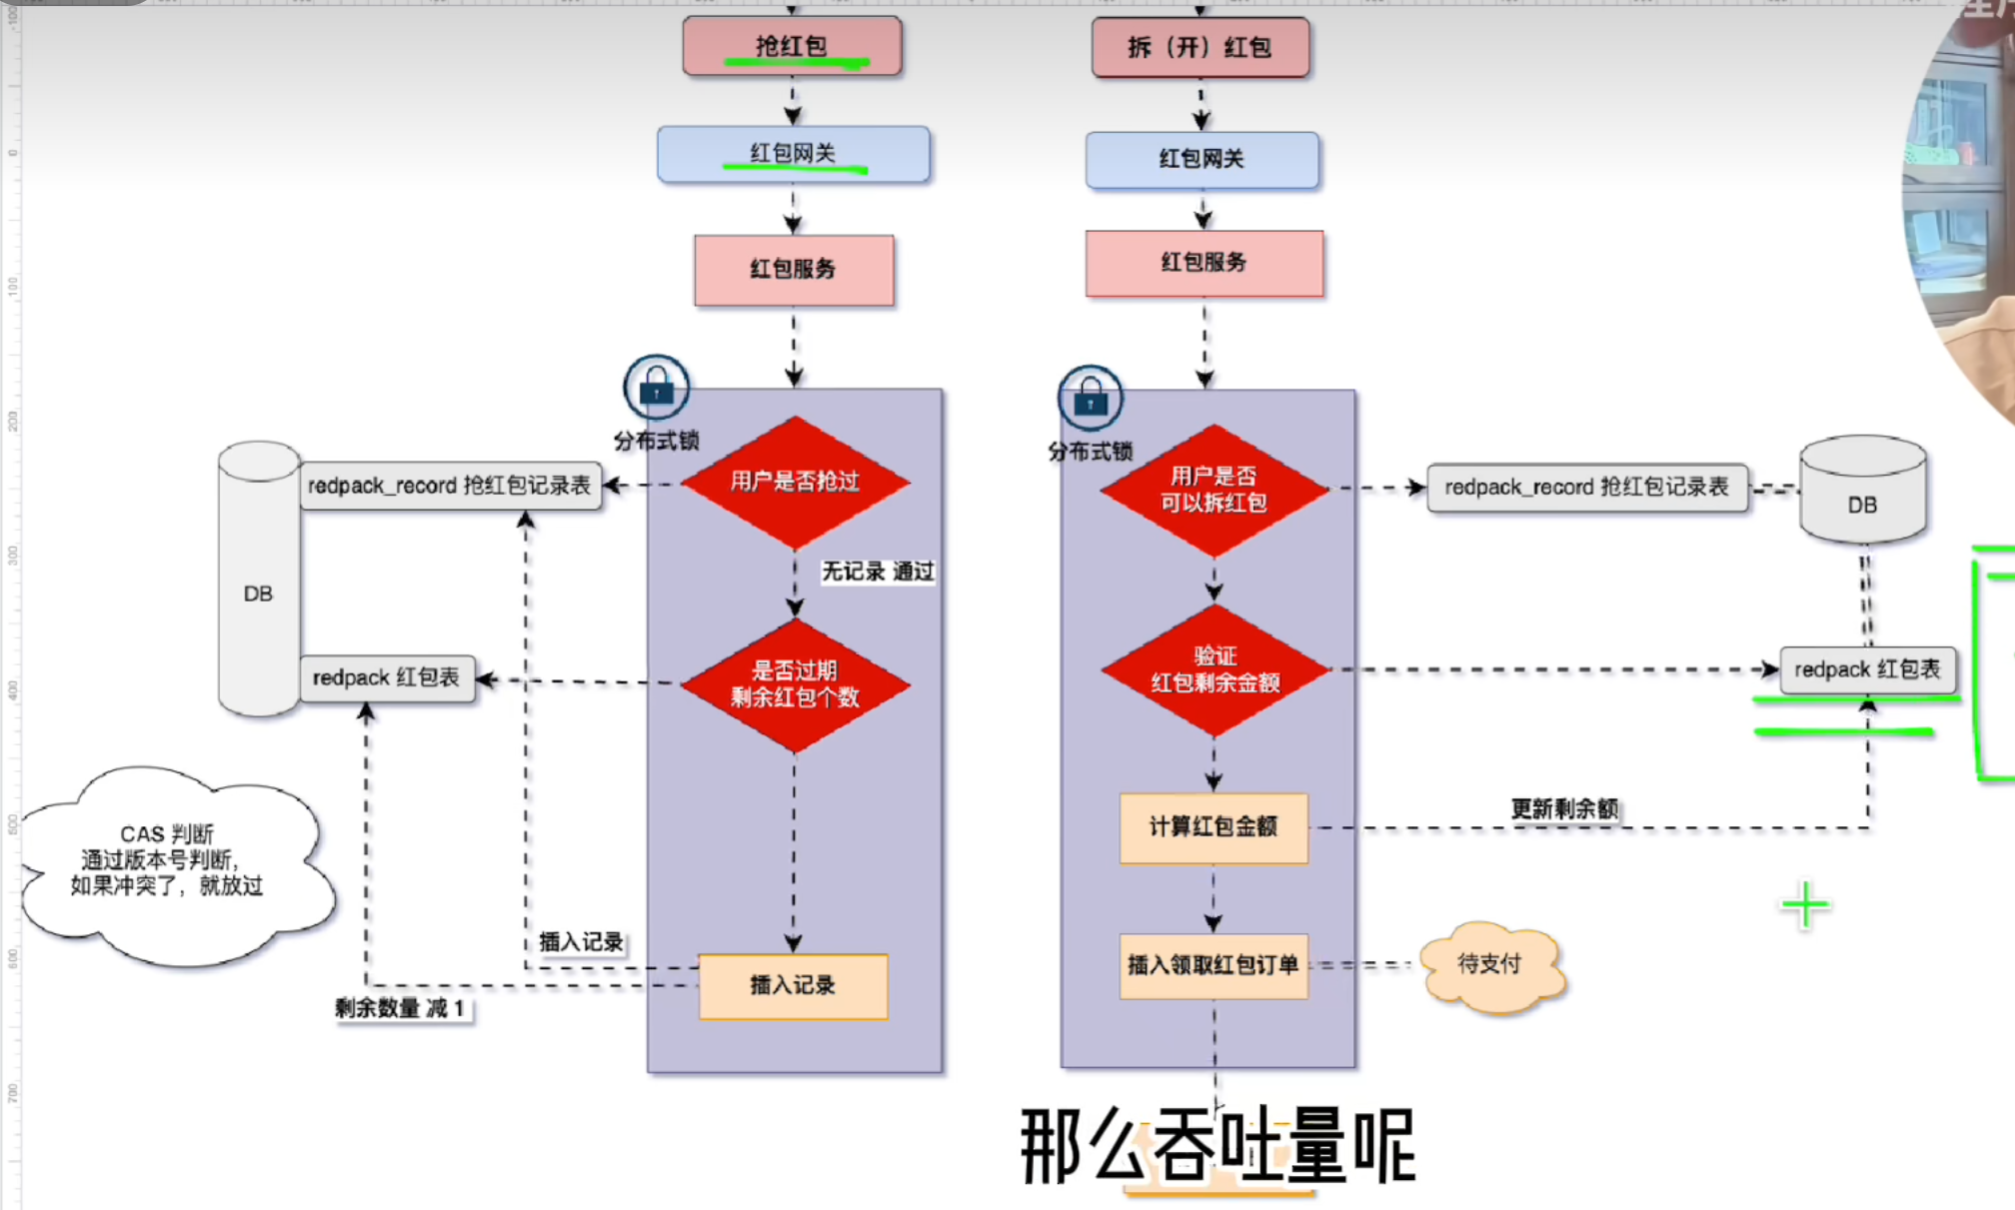 抢红包
红包网关
红包服务
分布式锁
用户是否抢过
redpack_record 抢红包记录表
无记录 通过
DB
是否过期
剩余红包个数
redpack 红包表
CAS 判断
通过版本号判断，
如果冲突了，就放过
插入记录
插入记录
剩余数量 减 1
拆（开）红包
红包网关
红包服务
分布式锁
用户是否
可以拆红包
redpack_record 抢红包记录表
DB
验证
红包剩余金额
redpack 红包表
计算红包金额
更新剩余额
插入领取红包订单
待支付
那么吞吐量呢